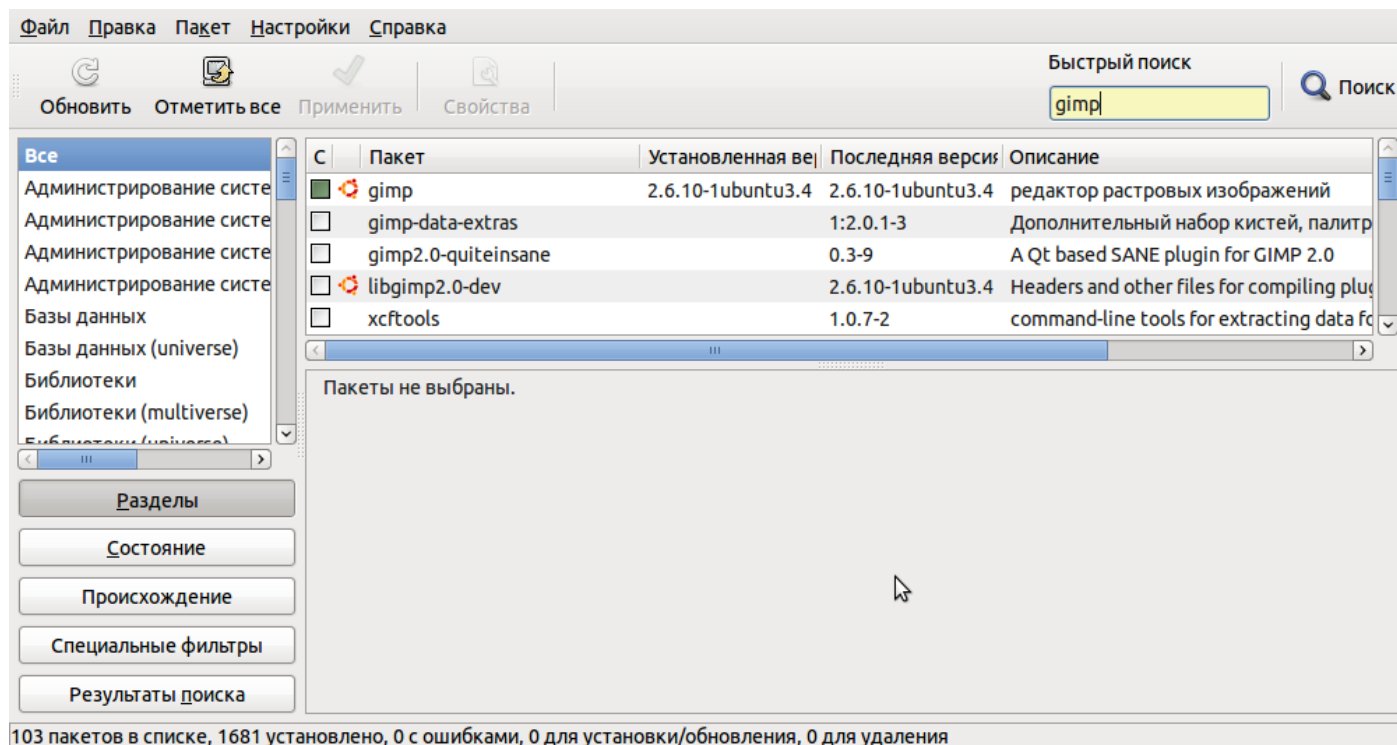 Файл Правка Пакет Настройки Справка
Быстрый поиск
Обновить Отметить все Применить Свойства gimp Поиск
Все
Администрирование систе
Администрирование систе
Администрирование систе
Администрирование систе
Базы данных
Базы данных (universe)
Библиотеки
Библиотеки (multiverse)
Библиотеки (universe)
С Пакет Установленная вер Последняя версия Описание
gimp 2.6.10-1ubuntu3.4 2.6.10-1ubuntu3.4 редактор растровых изображений
gimp-data-extras 1:2.0.1-3 Дополнительный набор кистей, палитр
gimp2.0-quiteinsane 0.3-9 A Qt based SANE plugin for GIMP 2.0
libgimp2.0-dev 2.6.10-1ubuntu3.4 Headers and other files for compiling plug
xcftools 1.0.7-2 command-line tools for extracting data fo
Пакеты не выбраны.
Разделы
Состояние
Происхождение
Специальные фильтры
Результаты поиска
103 пакетов в списке, 1681 установлено, 0 с ошибками, 0 для установки/обновления, 0 для удаления